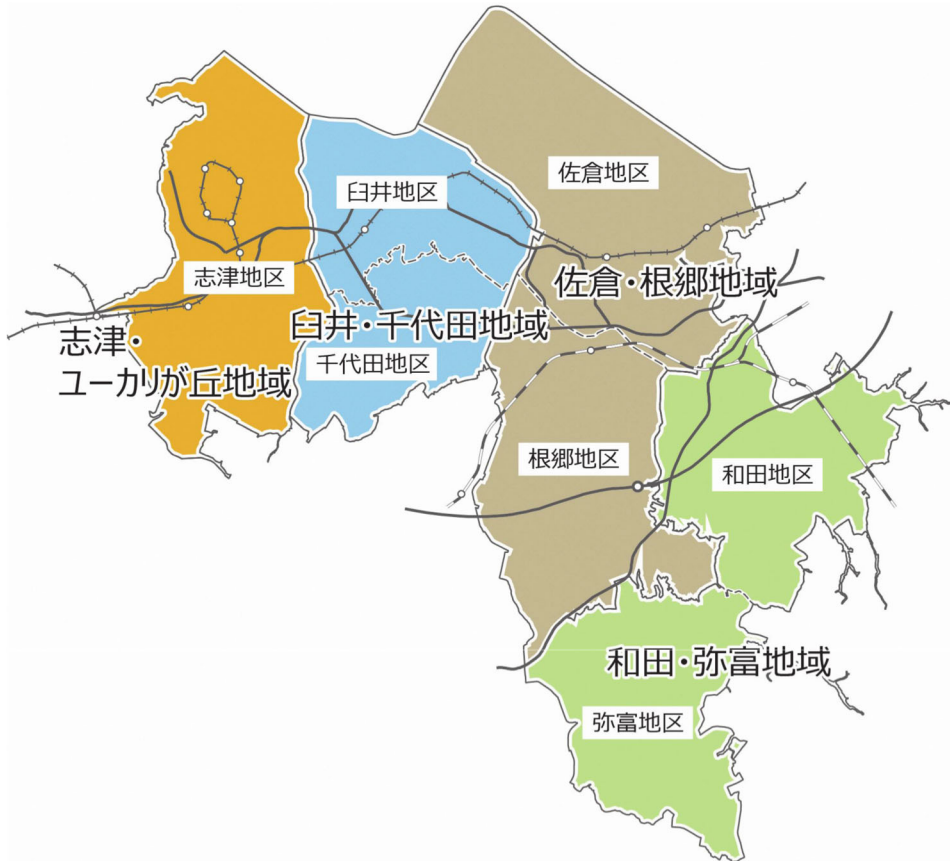 佐倉地区
臼井地区
志津地区
佐倉・根郷地域
臼井・千代田地域
志津・
ユーカリが丘地域
千代田地区
根郷地区
和田地区
和田・弥富地域
弥富地区